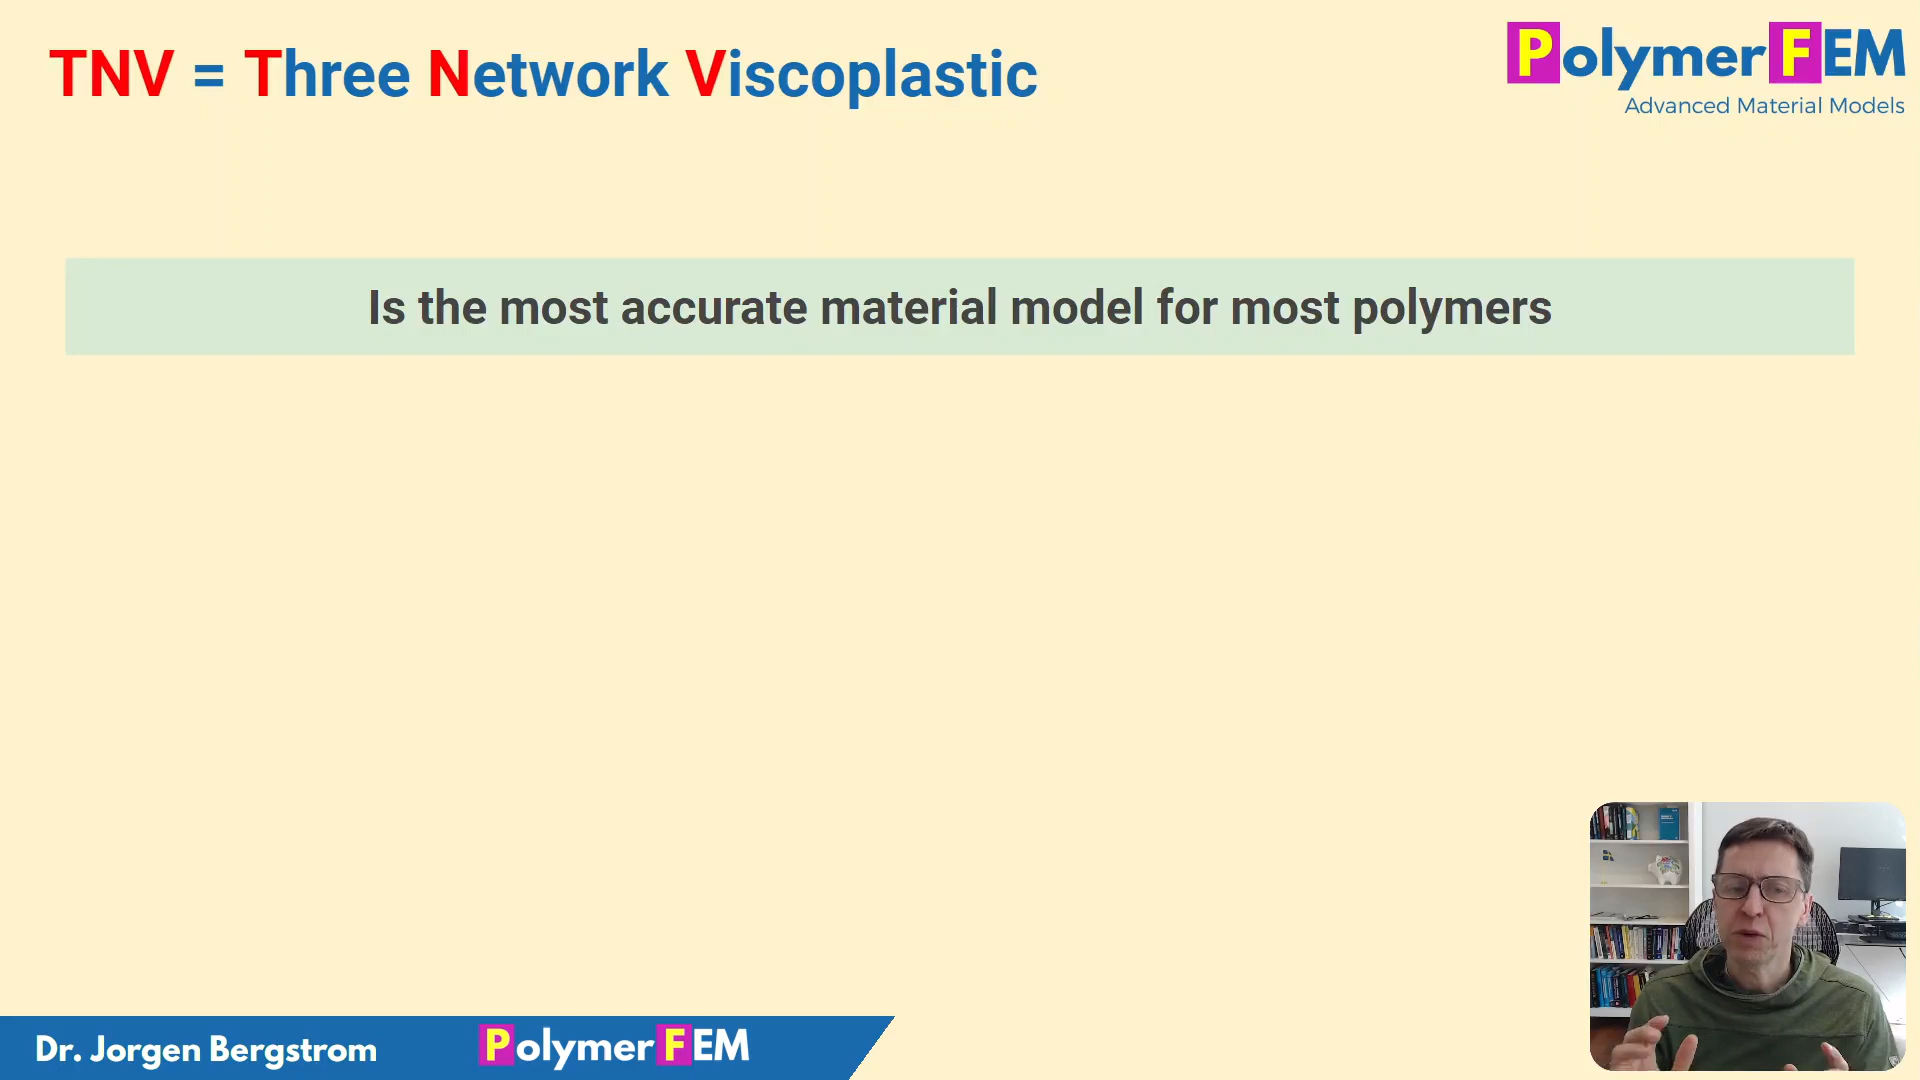 TNV = Three Network Viscoplastic
PolymerFEM
Advanced Material Models
Is the most accurate material model for most polymers
Dr. Jorgen Bergstrom
PolymerFEM